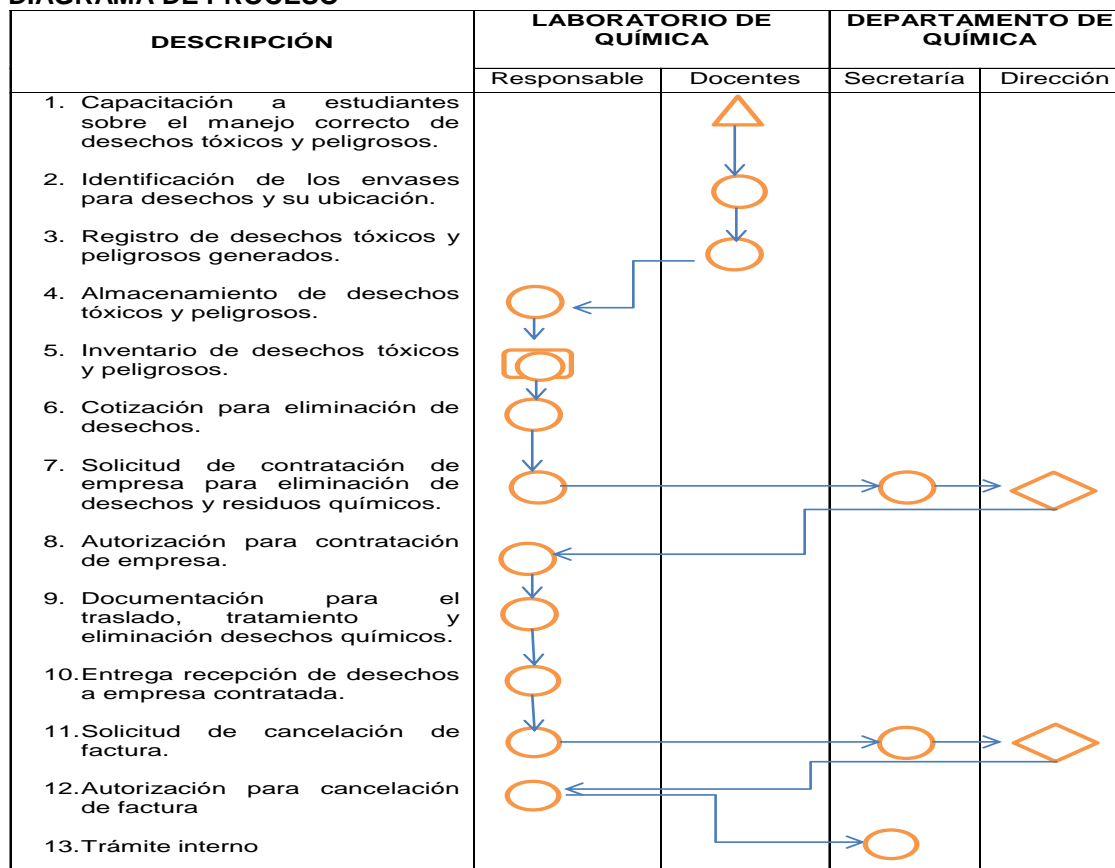 DIAGRAMA DE PROCESO
DESCRIPCIÓN
LABORATORIO DE
QUÍMICA
DEPARTAMENTO DE
QUÍMICA
Responsable
Docentes
Secretaría
Dirección
1. Capacitación a estudiantes
sobre el manejo correcto de
desechos tóxicos y peligrosos.
2. Identificación de los envases
para desechos y su ubicación.
3. Registro de desechos tóxicos y
peligrosos generados.
4. Almacenamiento de desechos
tóxicos y peligrosos.
5. Inventario de desechos tóxicos
y peligrosos.
6. Cotización para eliminación de
desechos.
7. Solicitud de contratación de
empresa para eliminación de
desechos y residuos químicos.
8. Autorización para contratación
de empresa.
9. Documentación para el
traslado, tratamiento y
eliminación desechos químicos.
10.Entrega recepción de desechos
a empresa contratada.
11.Solicitud de cancelación de
factura.
12.Autorización para cancelación
de factura
13.Trámite interno